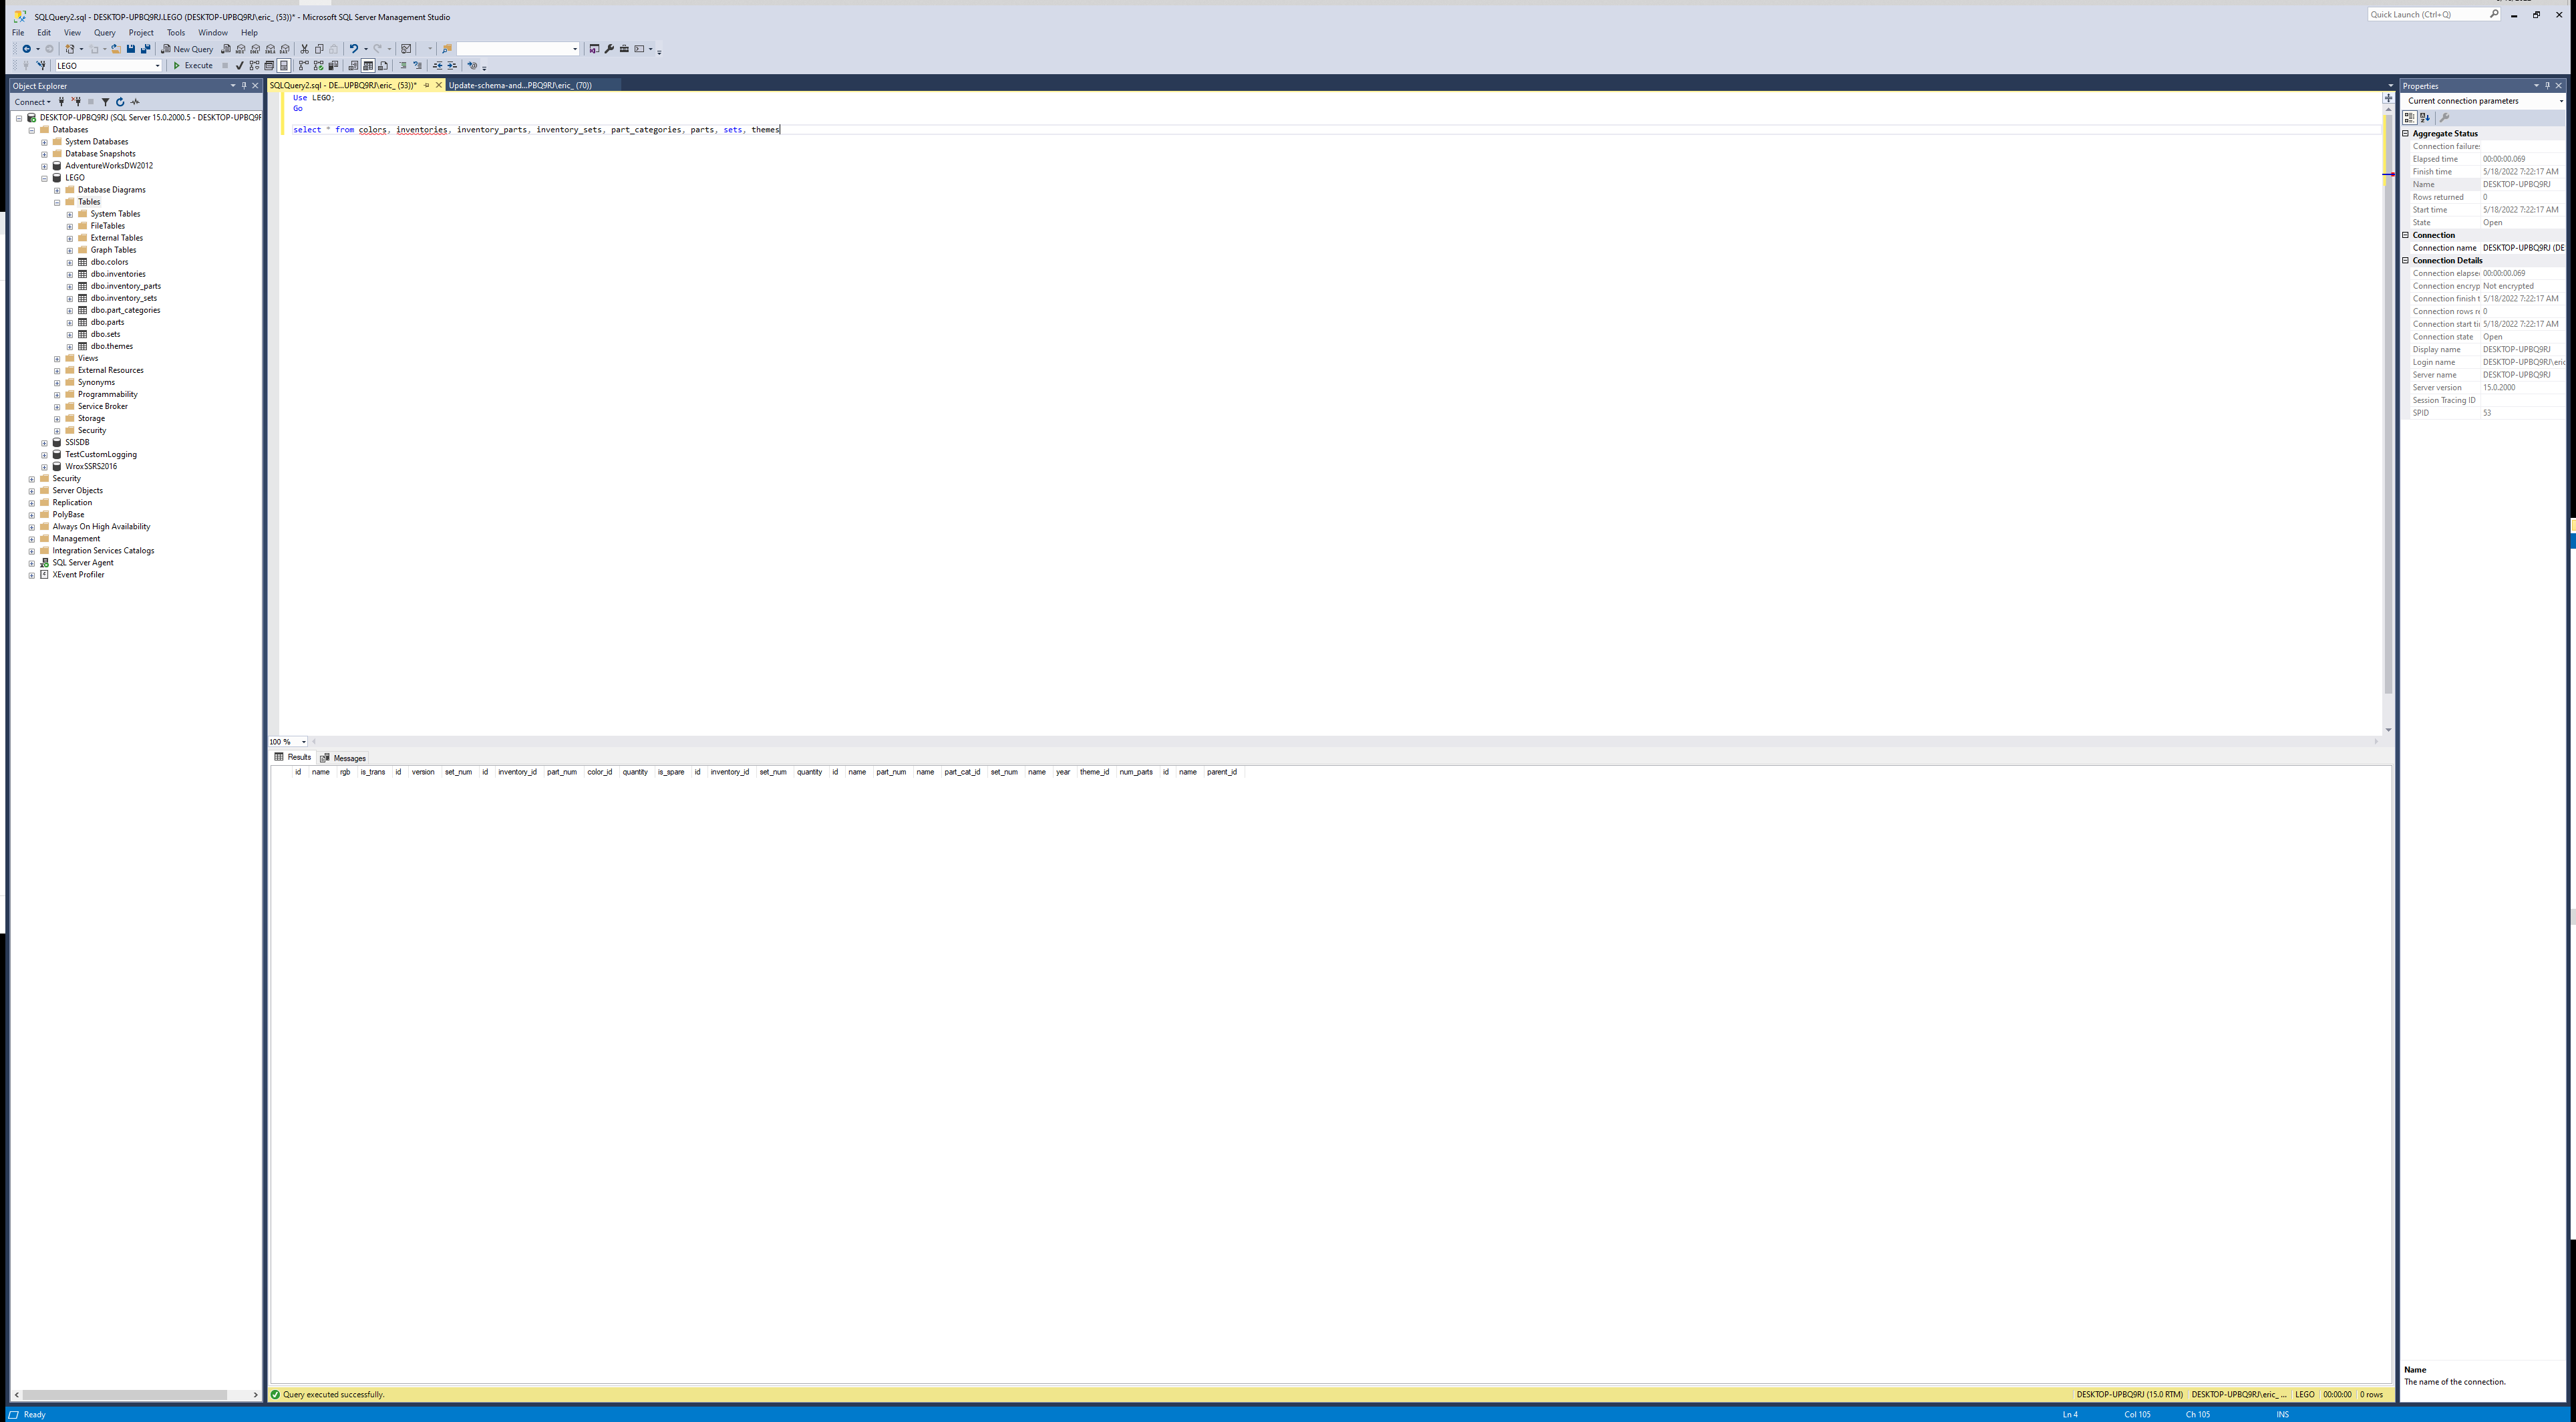 SQLQuery2.sql - DESKTOP-UPBQ9RJ.LEGO (DESKTOP-UPBQ9RJ\eric_ (53))* - Microsoft SQL Server Management Studio
Quick Launch (Ctrl+Q)
File Edit View Query Project Tools Window Help
New Query
LEGO Execute
Object Explorer
Connect
DESKTOP-UPBQ9RJ (SQL Server 15.0.2000.5 - DESKTOP-UPBQ9R
Databases
System Databases
Database Snapshots
AdventureWorksDW2012
LEGO
Database Diagrams
Tables
System Tables
FileTables
External Tables
Graph Tables
dbo.colors
dbo.inventories
dbo.inventory_parts
dbo.inventory_sets
dbo.part_categories
dbo.parts
dbo.sets
dbo.themes
Views
External Resources
Synonyms
Programmability
Service Broker
Storage
Security
SSISDB
TestCustomLogging
WroxSSRS2016
Security
Server Objects
Replication
PolyBase
Always On High Availability
Management
Integration Services Catalogs
SQL Server Agent
XEvent Profiler
SQLQuery2.sql - DE...UPBQ9RJ\eric_ (53))* Update-schema-and...PBQ9RJ\eric_ (70))
Use LEGO;
Go
select * from colors, inventories, inventory_parts, inventory_sets, part_categories, parts, sets, themes
100 %
Results Messages
id name rgb is_trans id version set_num id inventory_id part_num color_id quantity is_spare id inventory_id set_num quantity id name part_num name part_cat_id set_num name year theme_id num_parts id name parent_id
Query executed successfully.
DESKTOP-UPBQ9RJ (15.0 RTM) DESKTOP-UPBQ9RJ\eric_ ... LEGO 00:00:00 0 rows
Properties
Current connection parameters
Aggregate Status
Connection failures
Elapsed time 00:00:00.069
Finish time 5/18/2022 7:22:17 AM
Name DESKTOP-UPBQ9RJ
Rows returned 0
Start time 5/18/2022 7:22:17 AM
State Open
Connection
Connection name DESKTOP-UPBQ9RJ (DE
Connection Details
Connection elapse 00:00:00.069
Connection encryp Not encrypted
Connection finish t 5/18/2022 7:22:17 AM
Connection rows re 0
Connection start ti 5/18/2022 7:22:17 AM
Connection state Open
Display name DESKTOP-UPBQ9RJ
Login name DESKTOP-UPBQ9RJ\eric
Server name DESKTOP-UPBQ9RJ
Server version 15.0.2000
Session Tracing ID
SPID 53
Name
The name of the connection.
Ready Ln 4 Col 105 Ch 105 INS